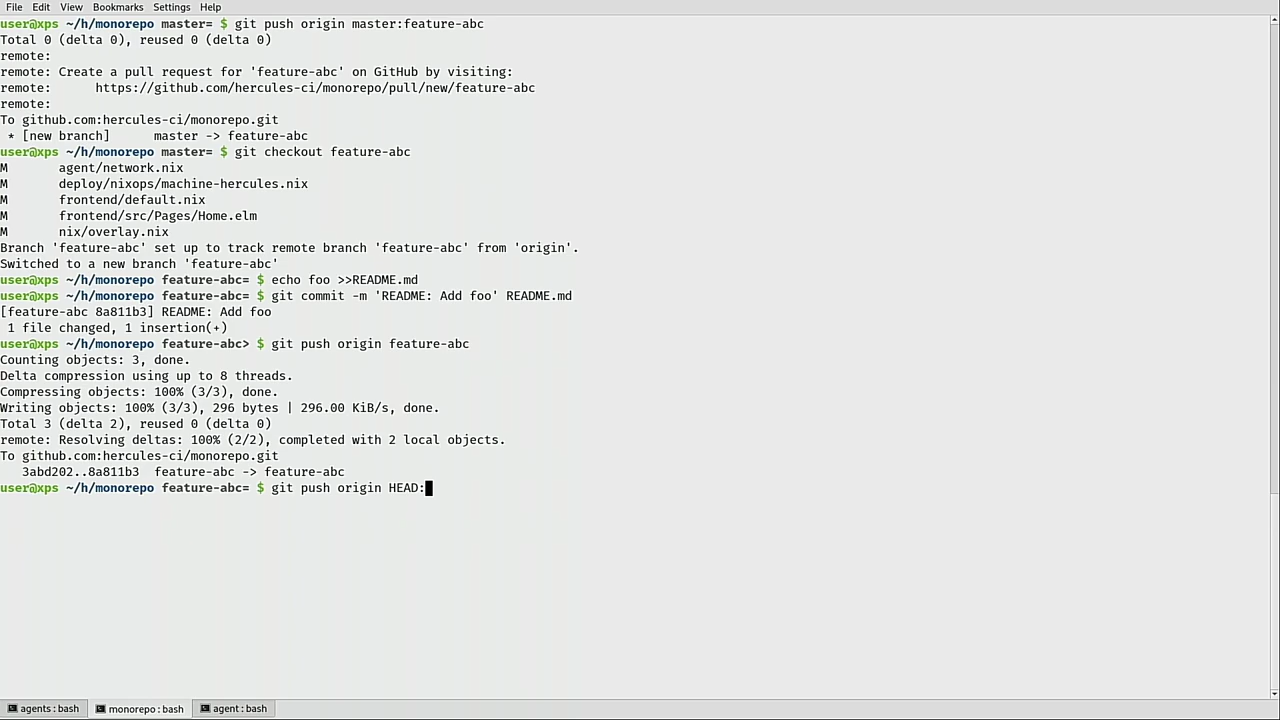 File Edit View Bookmarks Settings Help
user@xps ~/h/monorepo master= $ git push origin master:feature-abc
Total 0 (delta 0), reused 0 (delta 0)
remote:
remote: Create a pull request for 'feature-abc' on GitHub by visiting:
remote:      https://github.com/hercules-ci/monorepo/pull/new/feature-abc
remote:
To github.com:hercules-ci/monorepo.git
 * [new branch]      master -> feature-abc
user@xps ~/h/monorepo master= $ git checkout feature-abc
M       agent/network.nix
M       deploy/nixops/machine-hercules.nix
M       frontend/default.nix
M       frontend/src/Pages/Home.elm
M       nix/overlay.nix
Branch 'feature-abc' set up to track remote branch 'feature-abc' from 'origin'.
Switched to a new branch 'feature-abc'
user@xps ~/h/monorepo feature-abc= $ echo foo >>README.md
user@xps ~/h/monorepo feature-abc= $ git commit -m 'README: Add foo' README.md
[feature-abc 8a811b3] README: Add foo
 1 file changed, 1 insertion(+)
user@xps ~/h/monorepo feature-abc> $ git push origin feature-abc
Counting objects: 3, done.
Delta compression using up to 8 threads.
Compressing objects: 100% (3/3), done.
Writing objects: 100% (3/3), 296 bytes | 296.00 KiB/s, done.
Total 3 (delta 2), reused 0 (delta 0)
remote: Resolving deltas: 100% (2/2), completed with 2 local objects.
To github.com:hercules-ci/monorepo.git
   3abd202..8a811b3  feature-abc -> feature-abc
user@xps ~/h/monorepo feature-abc= $ git push origin HEAD:
agents : bash monorepo : bash agent : bash